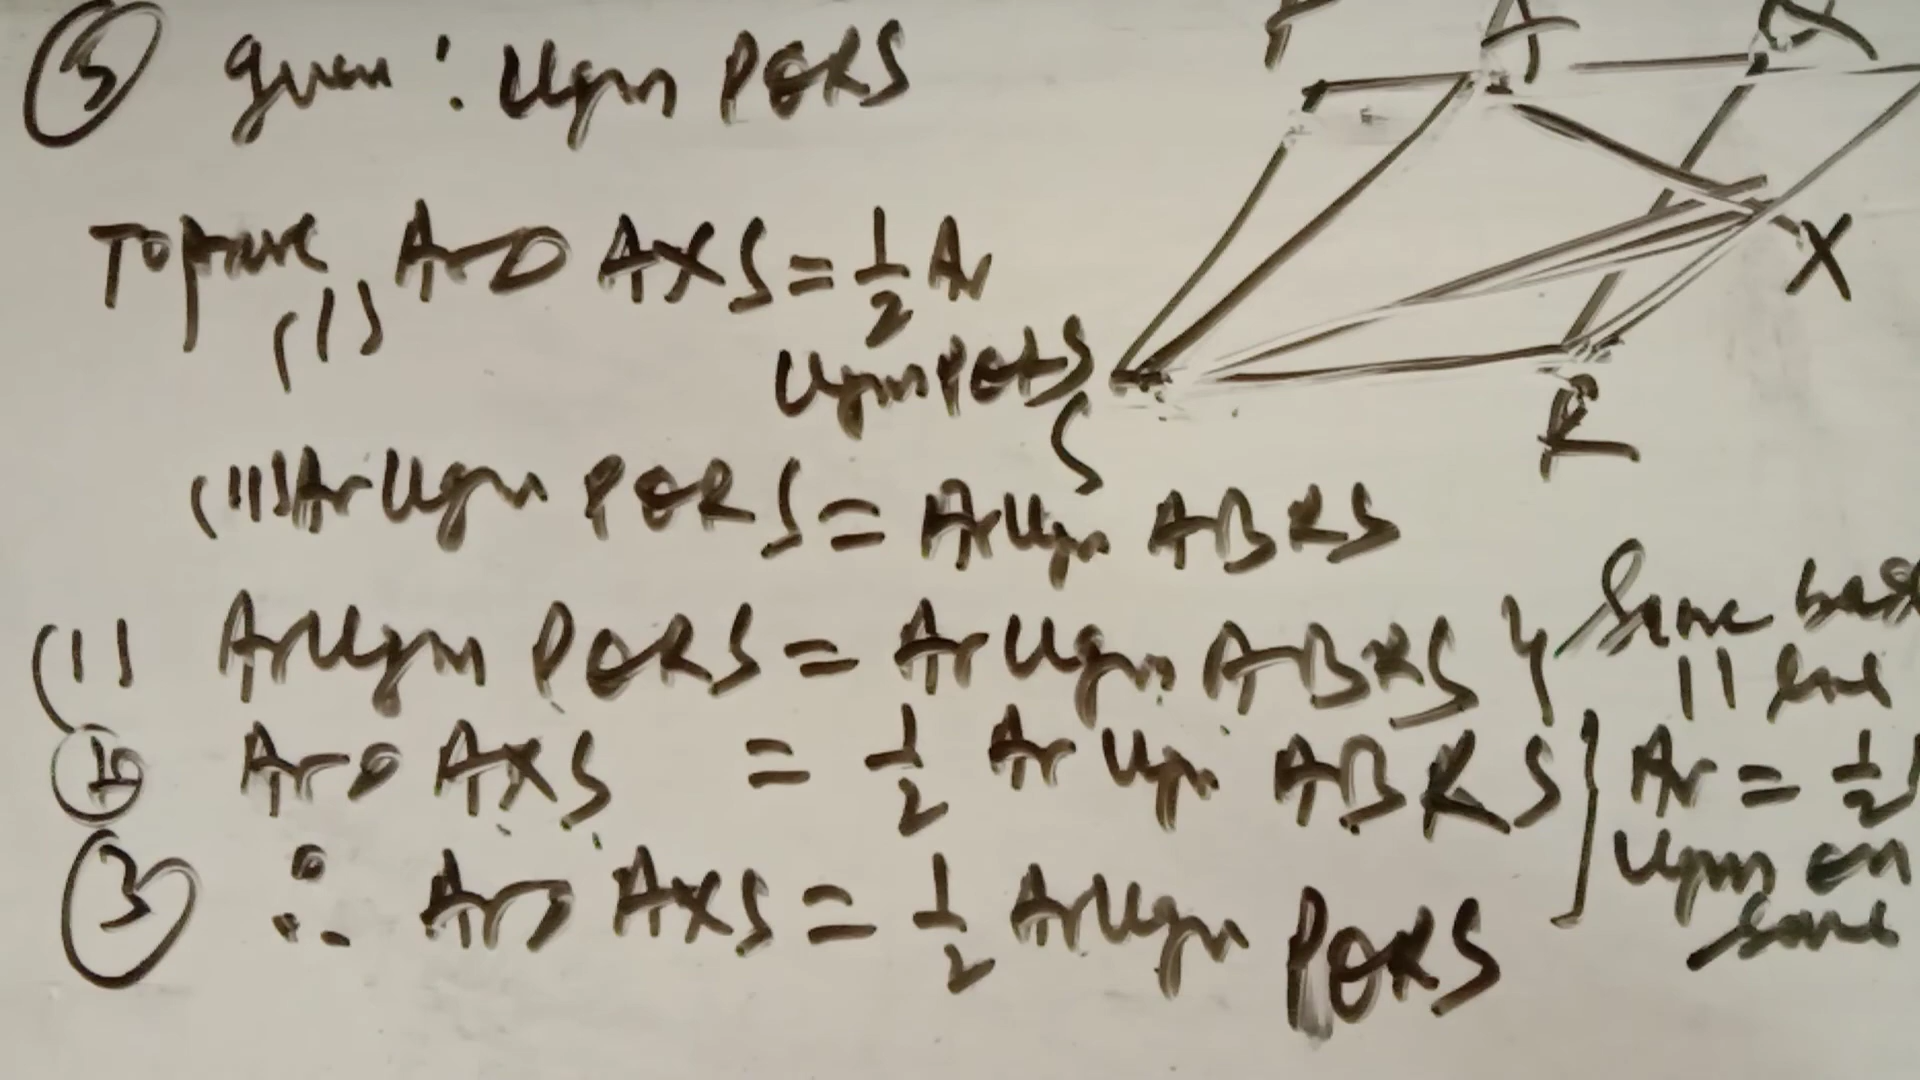 ⑤ Given : llgm PQRS
P A Q
To prove (i) Ar △ AXS = 1/2 Ar
llgm PQRS
X
S R
(ii) Ar llgm PQRS = Ar llgm ABRS
(1) Ar llgm PQRS = Ar llgm ABRS } Same base
|| line
② Ar △ AXS = 1/2 Ar llgm ABRS } Ar = 1/2
llgm on
same
③ ∴ Ar △ AXS = 1/2 Ar llgm PQRS